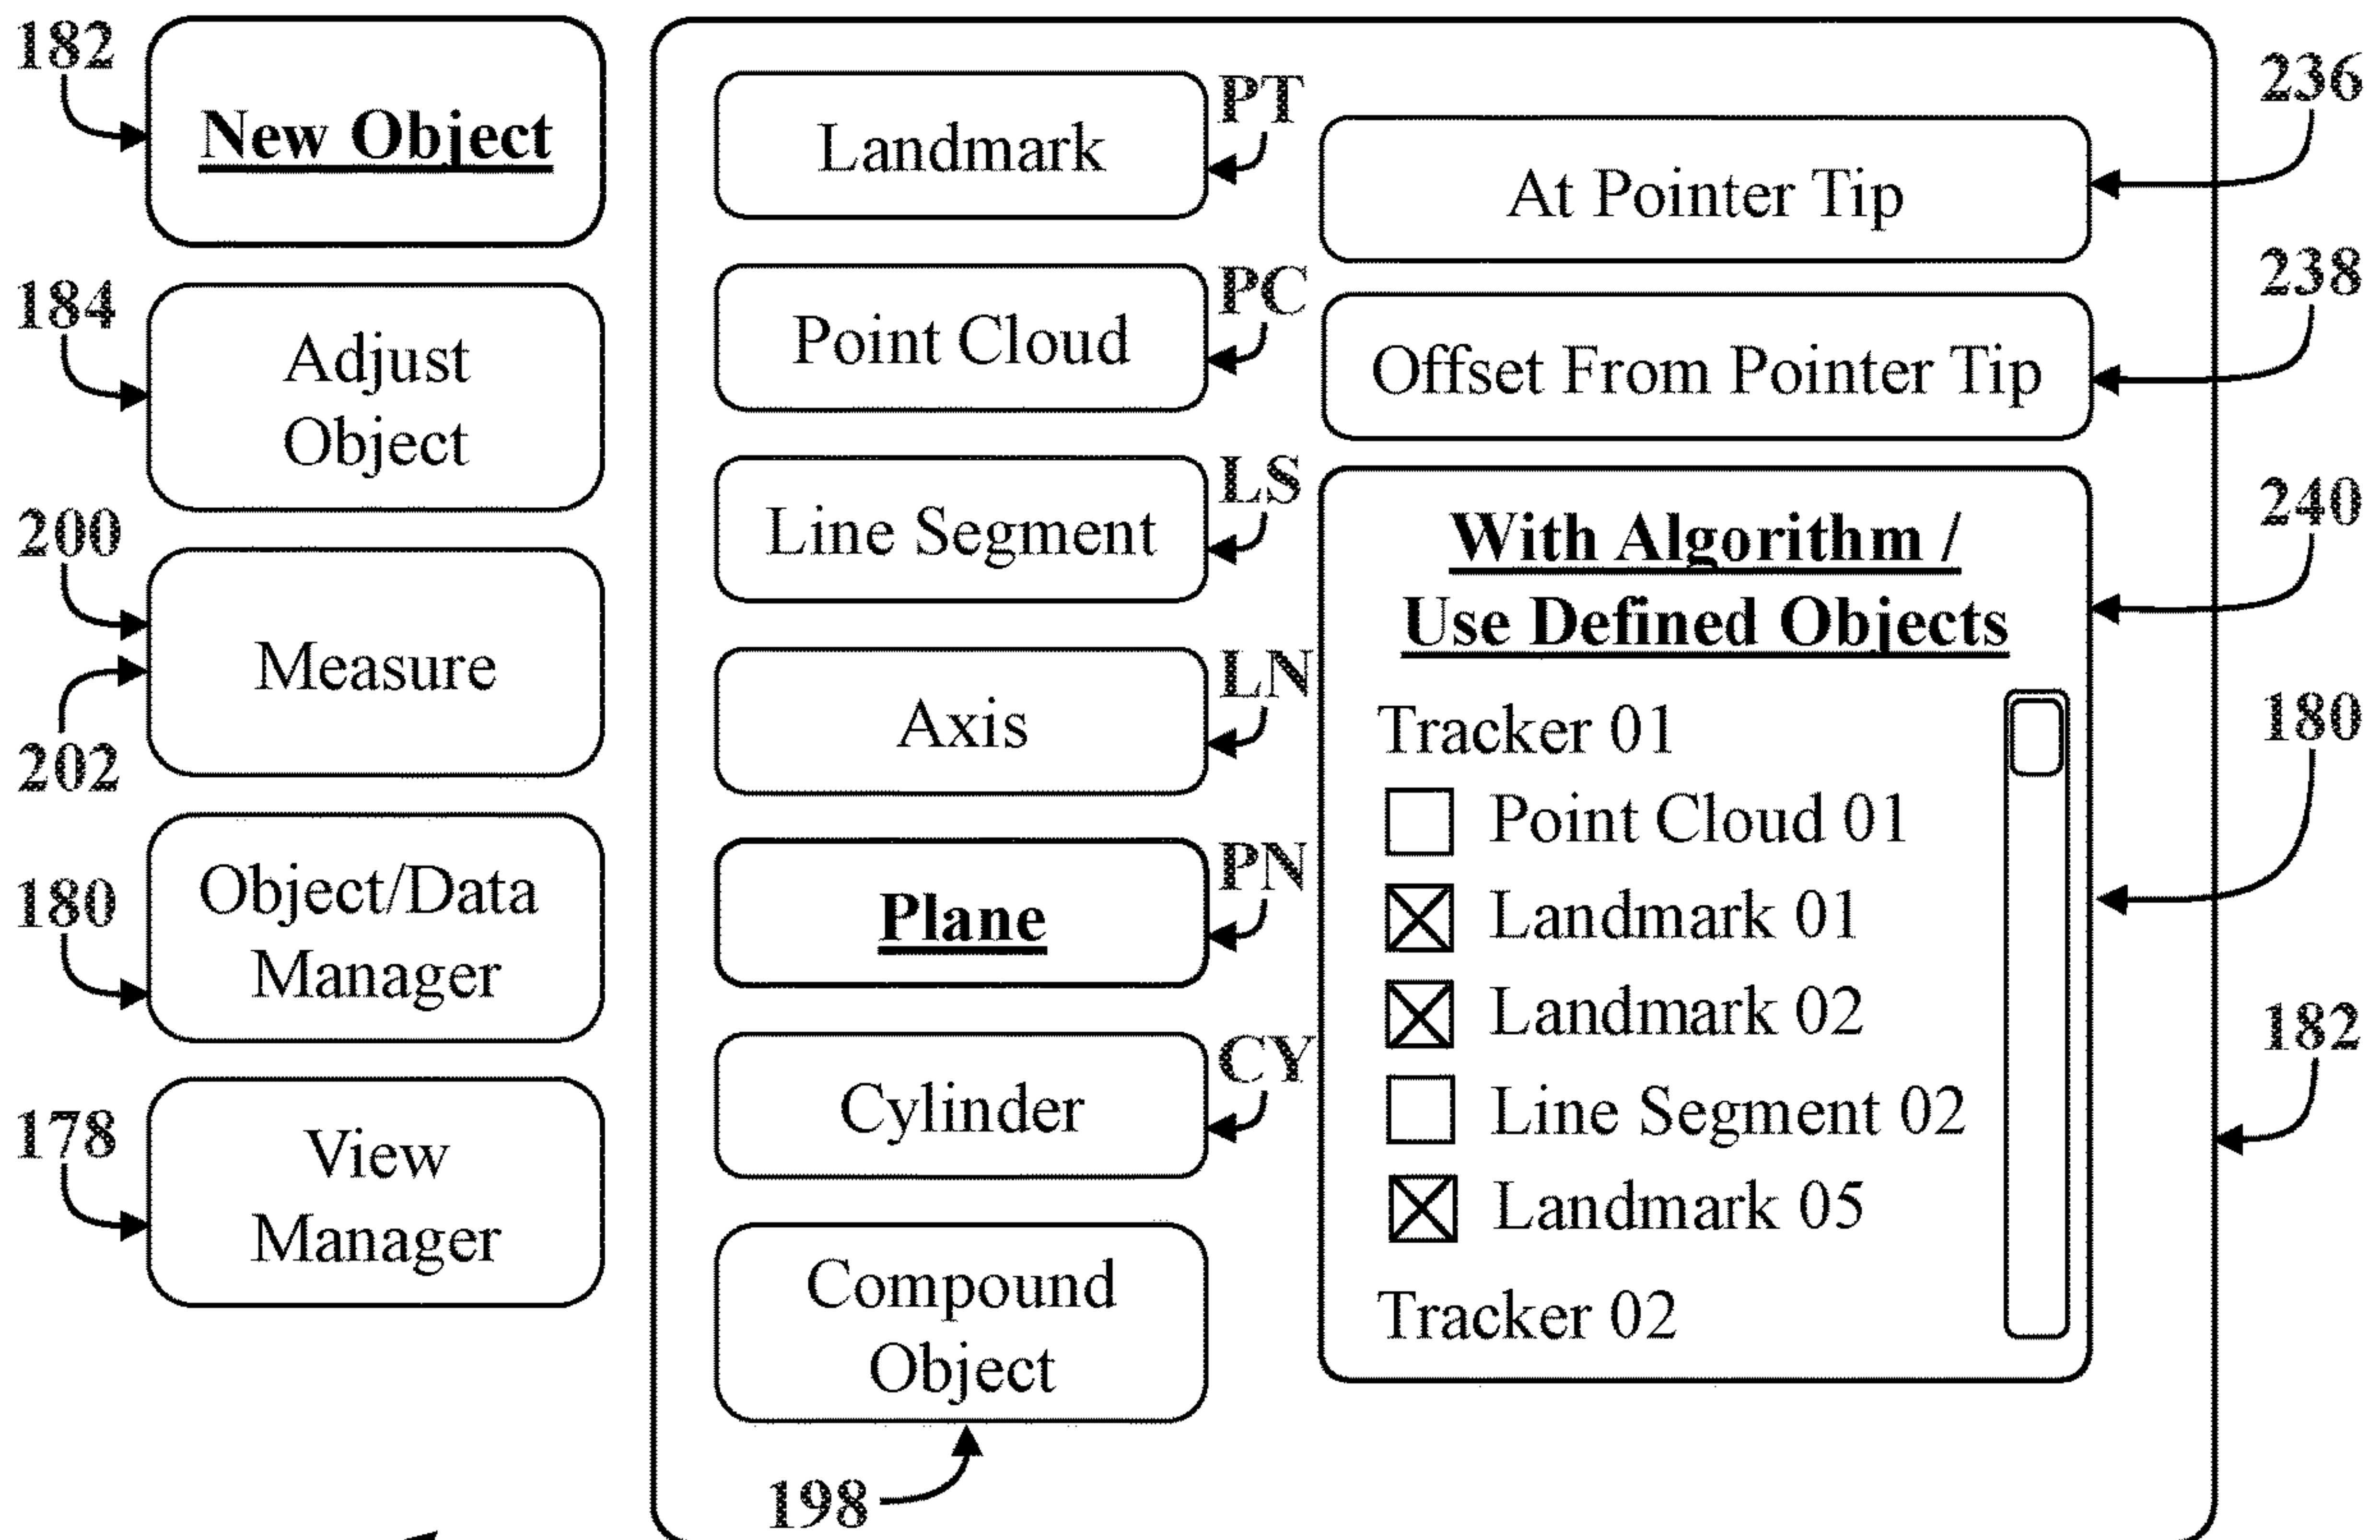 182
New Object
184
Adjust
Object
200
Measure
202
180
Object/Data
Manager
178
View
Manager
Landmark
PT
Point Cloud
PC
Line Segment
LS
Axis
LN
Plane
PN
Cylinder
CY
Compound
Object
198
At Pointer Tip
236
Offset From Pointer Tip
238
With Algorithm /
Use Defined Objects
240
Tracker 01
180
Point Cloud 01
Landmark 01
Landmark 02
Line Segment 02
Landmark 05
Tracker 02
182